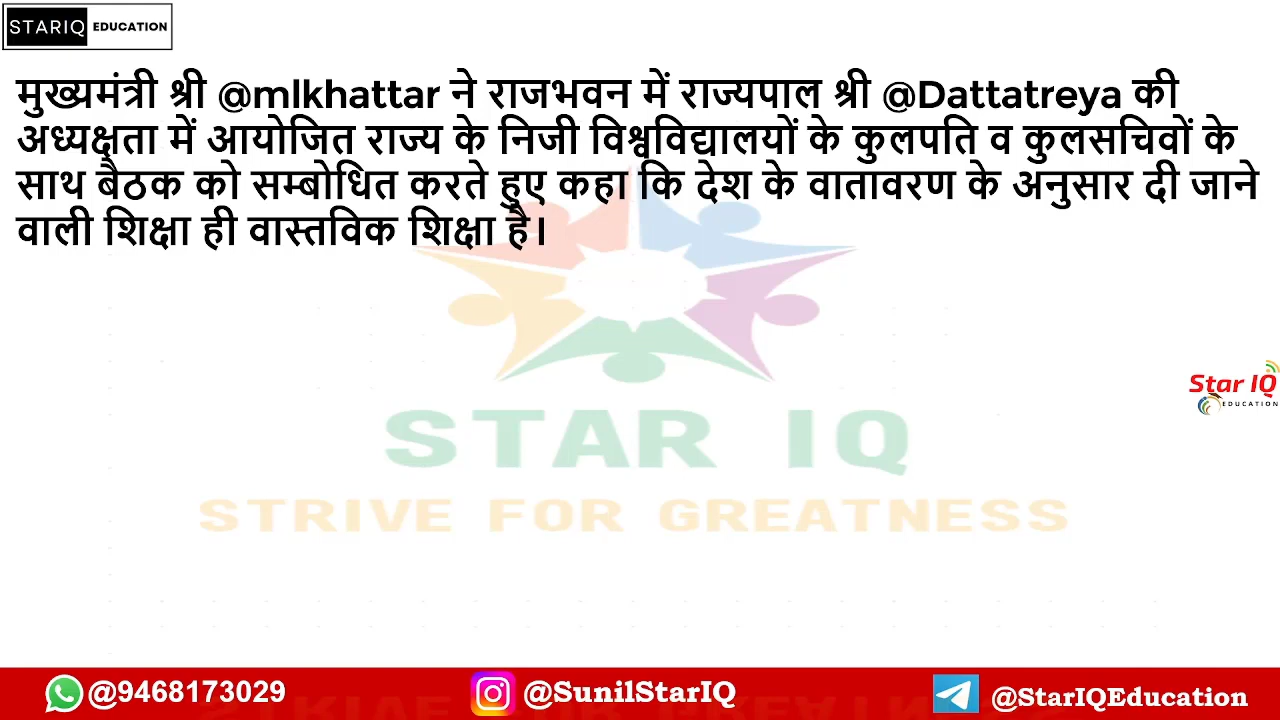 STARIQ EDUCATION
मुख्यमंत्री श्री @mlkhattar ने राजभवन में राज्यपाल श्री @Dattatreya की
अध्यक्षता में आयोजित राज्य के निजी विश्वविद्यालयों के कुलपति व कुलसचिवों के
साथ बैठक को सम्बोधित करते हुए कहा कि देश के वातावरण के अनुसार दी जाने
वाली शिक्षा ही वास्तविक शिक्षा है।
Star IQ
EDUCATION
STAR IQ
STRIVE FOR GREATNESS
@9468173029 @SunilStarIQ @StarIQEducation